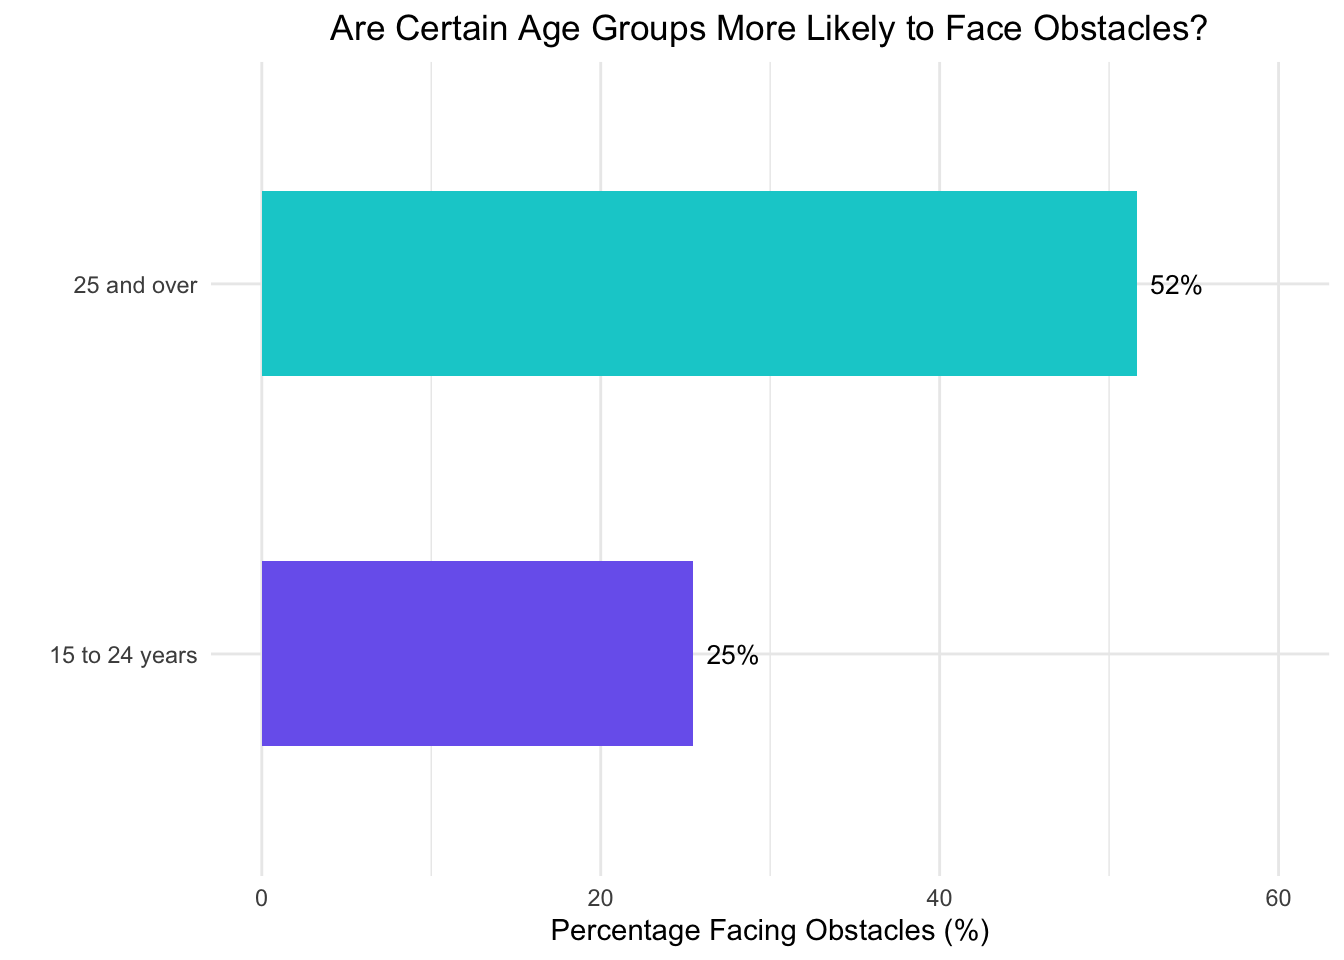 Are Certain Age Groups More Likely to Face Obstacles?
25 and over
52%
15 to 24 years
25%
0 20 40 60
Percentage Facing Obstacles (%)